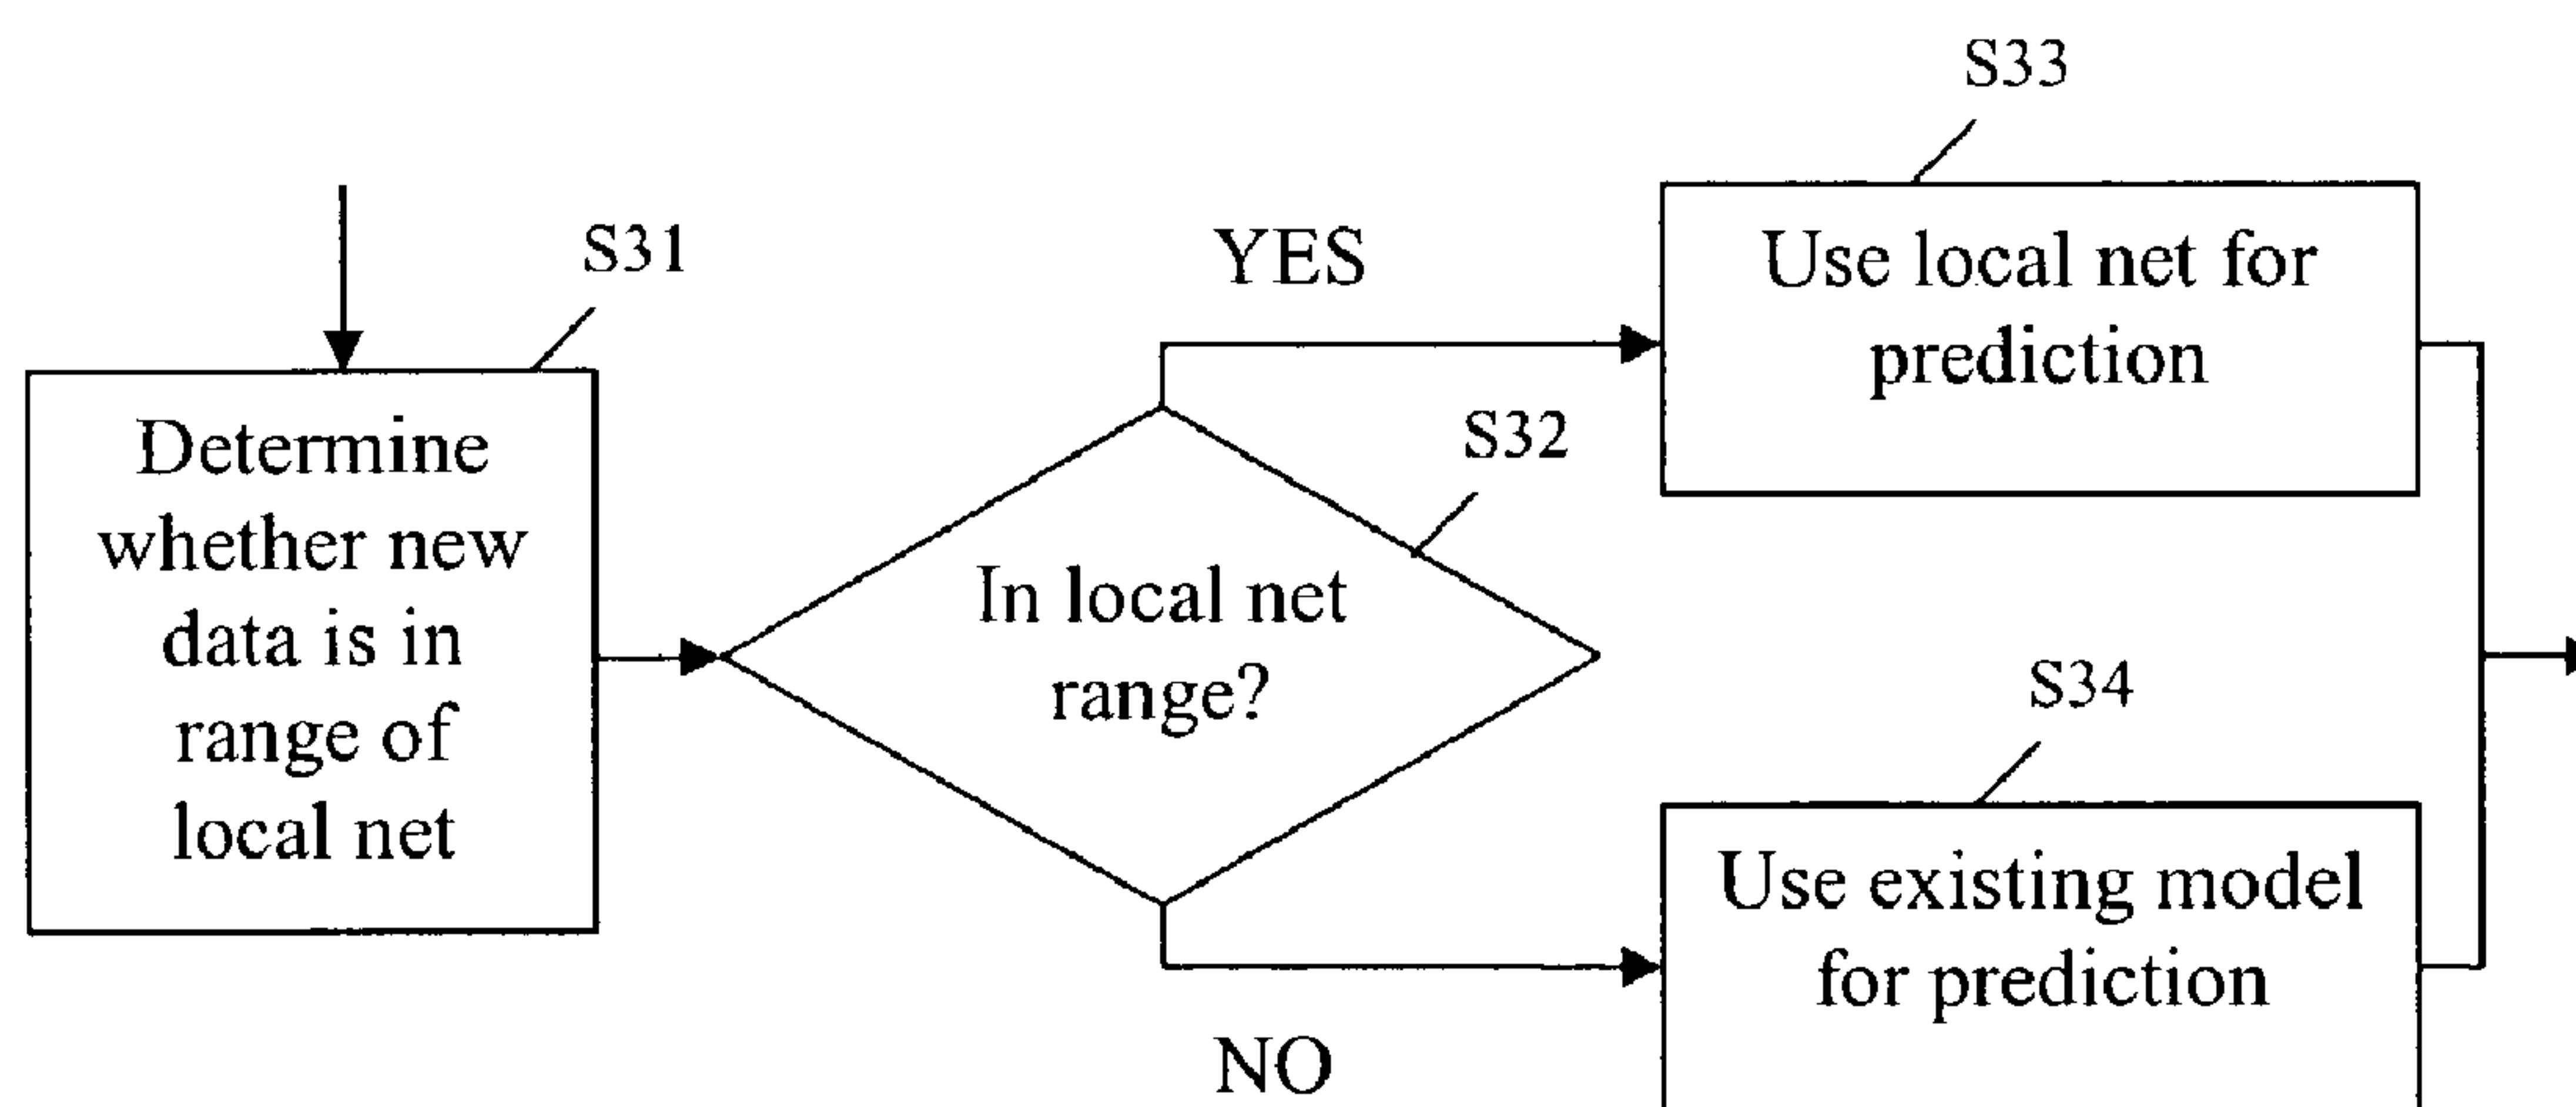 S31
Determine
whether new
data is in
range of
local net
S32
In local net
range?
YES
S33
Use local net for
prediction
NO
S34
Use existing model
for prediction